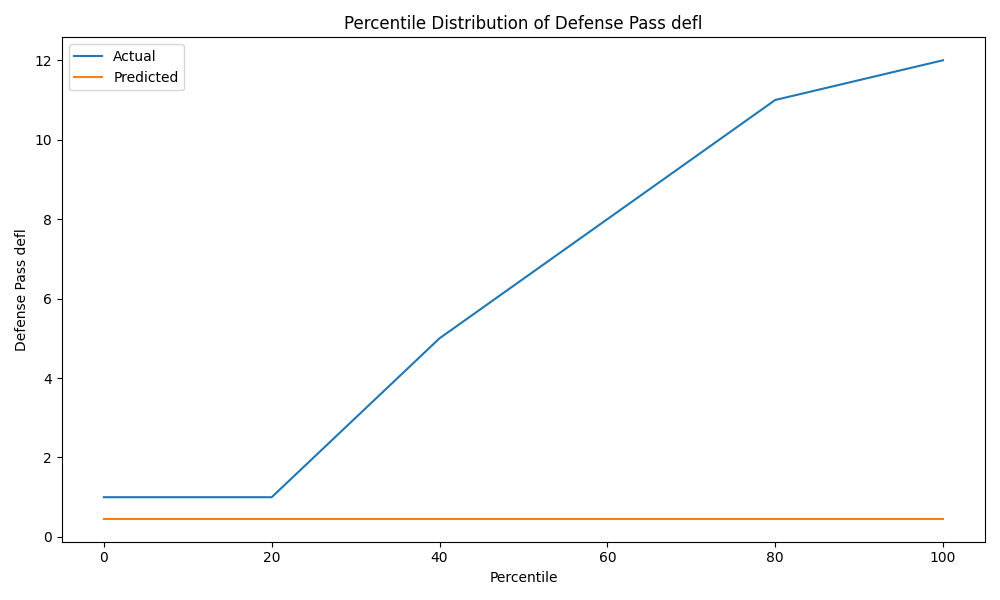 Percentile Distribution of Defense Pass defl
Actual
Predicted
Defense Pass defl
12
10
8
6
4
2
0
0 20 40 60 80 100
Percentile